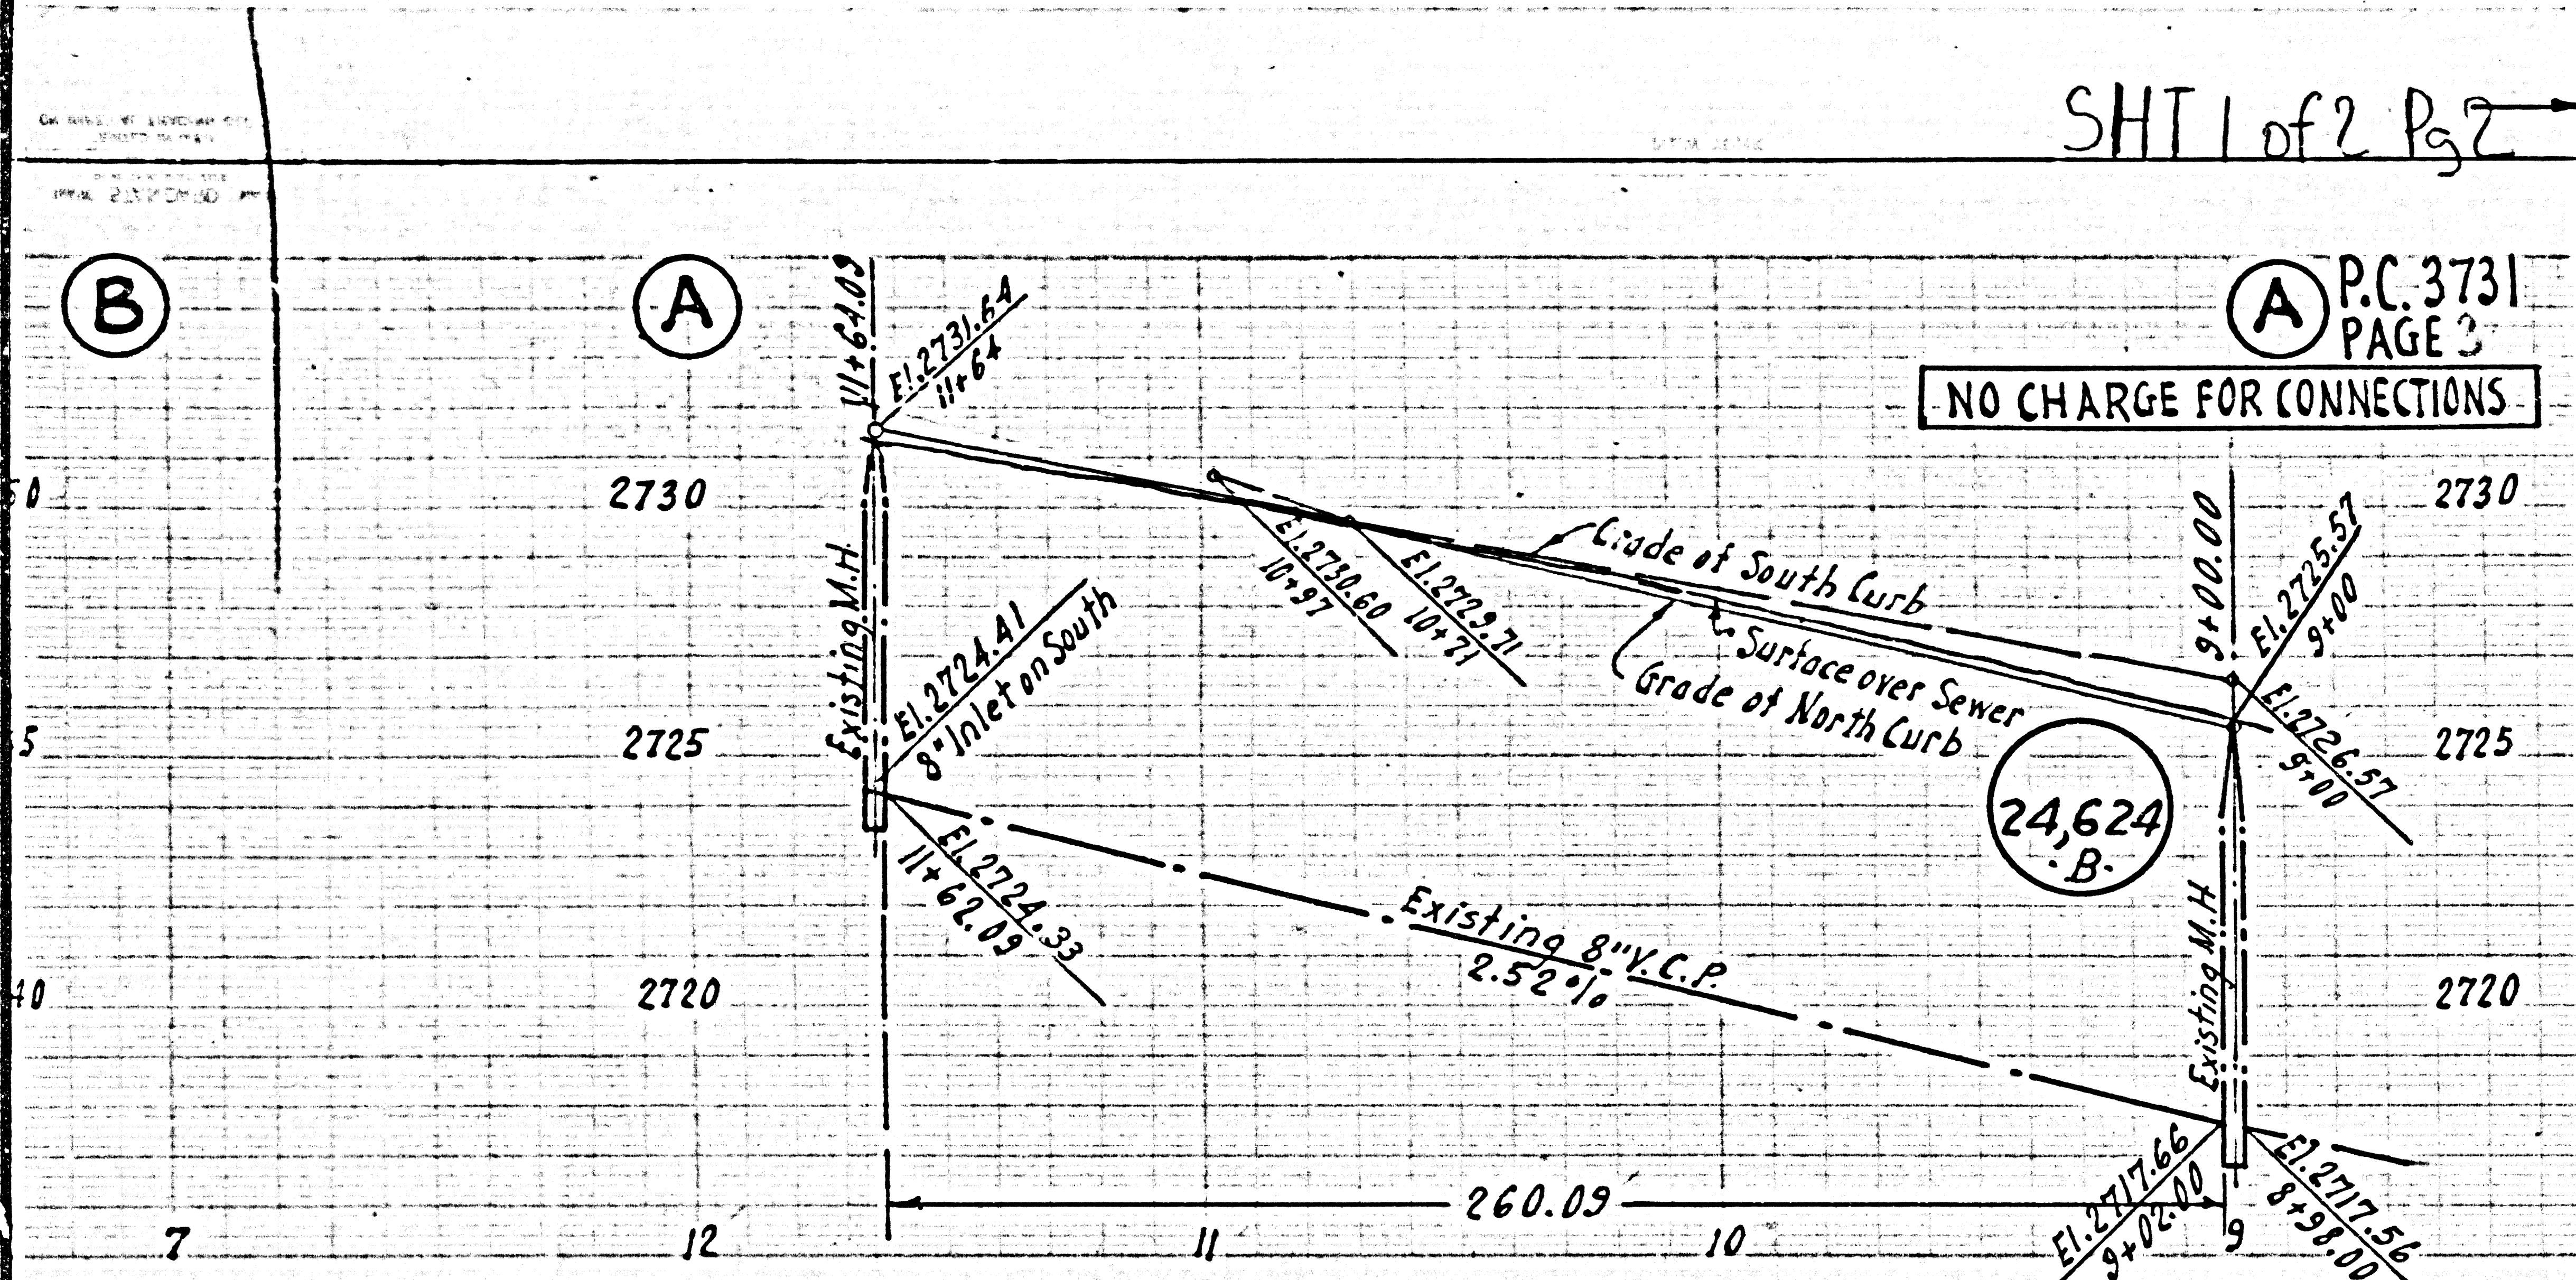 SHT 1 of 2 Pg 2
B
A
A
P.C. 3731
PAGE 3
NO CHARGE FOR CONNECTIONS
11+64.09
El. 2731.64
11+64
50
2730
2730
9+00.00
El. 2725.57
9+00
El. 2730.60
10+97
El. 2729.71
10+71
Grade of South Curb
Surface over Sewer
Grade of North Curb
Existing M.H.
El. 2724.41
8" Inlet on South
El. 2726.57
9+00
5
2725
2725
24,624
·B·
El. 2724.33
11+62.09
Existing 8" V.C.P.
2.52%
Existing M.H.
40
2720
2720
El. 2717.66
9+02.00
El. 2717.56
8+98.00
260.09
7
12
11
10
9